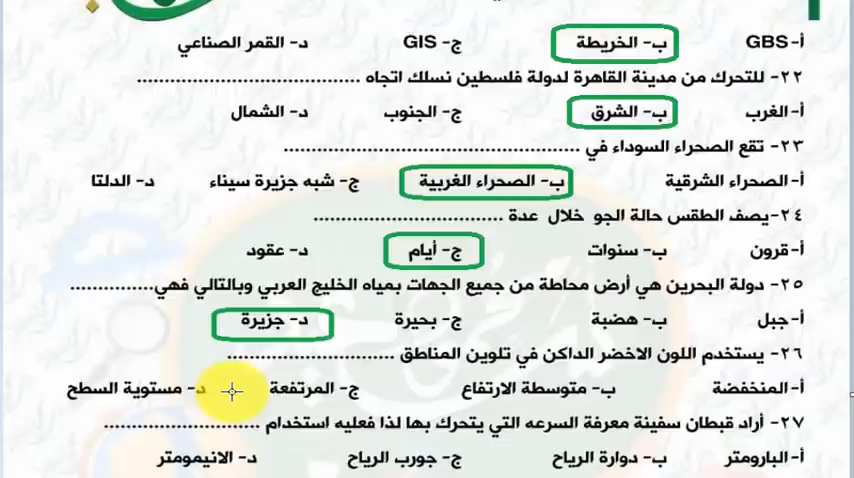 أ- GBS ب- الخريطة ج- GIS د- القمر الصناعي
٢٢- للتحرك من مدينة القاهرة لدولة فلسطين نسلك اتجاه ........................................
أ- الغرب ب- الشرق ج- الجنوب د- الشمال
٢٣- تقع الصحراء السوداء في ........................................................
أ- الصحراء الشرقية ب- الصحراء الغربية ج- شبه جزيرة سيناء د- الدلتا
٢٤- يصف الطقس حالة الجو خلال عدة ...................................
أ- قرون ب- سنوات ج- أيام د- عقود
٢٥- دولة البحرين هي أرض محاطة من جميع الجهات بمياه الخليج العربي وبالتالي فهي...............
أ- جبل ب- هضبة ج- بحيرة د- جزيرة
٢٦- يستخدم اللون الاخضر الداكن في تلوين المناطق ...............................
أ- المنخفضة ب- متوسطة الارتفاع ج- المرتفعة د- مستوية السطح
٢٧- أراد قبطان سفينة معرفة السرعه التي يتحرك بها لذا فعليه استخدام .............................
أ- البارومتر ب- دوارة الرياح ج- جورب الرياح د- الانيمومتر